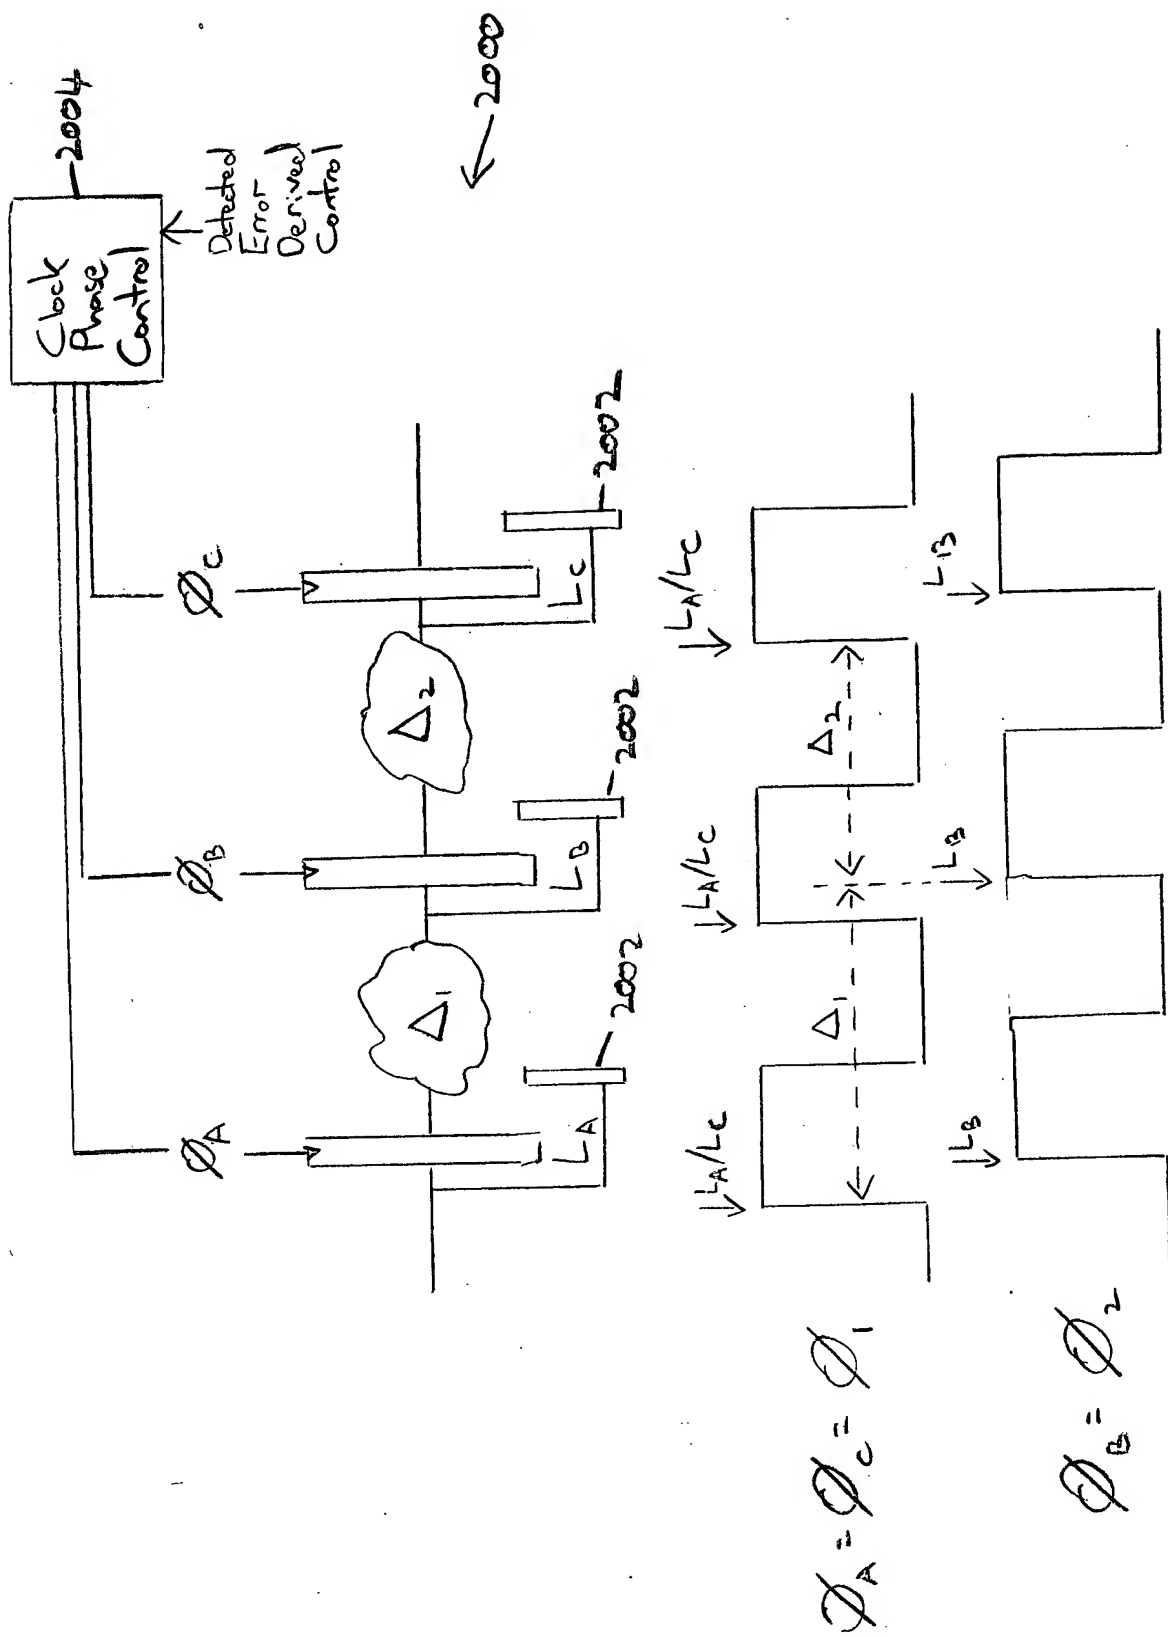 Clock
Phase
Control
2004
Detected
Error
Derived
Control
2000
ØA
ØB
ØC
Δ1
Δ2
LA
LB
LC
2002
2002
2002
LA/LC
LA/LC
LA/LC
Δ1
Δ2
ØA = ØC = Ø1
LB
LB
LB
ØB = Ø2